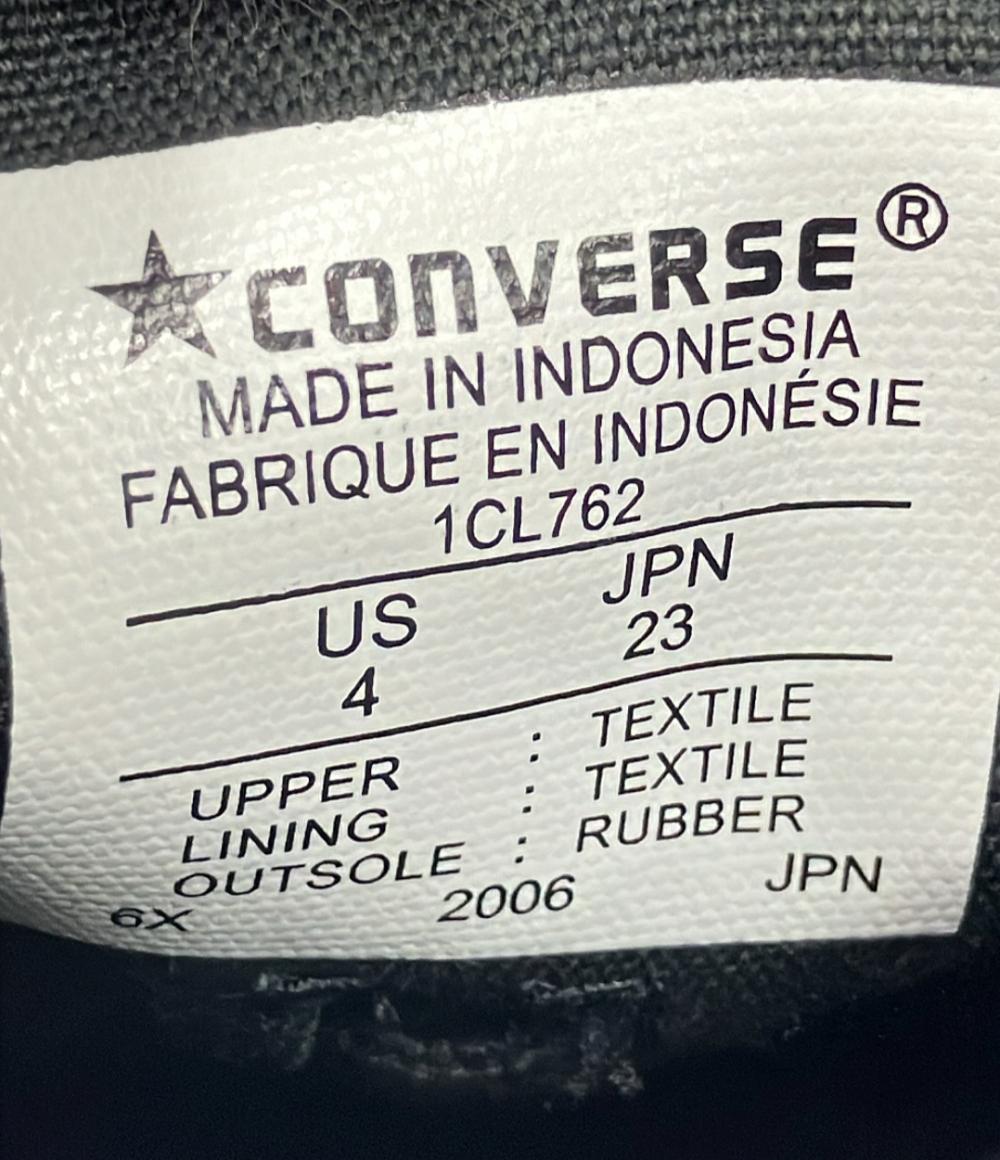 ★CONVERSE®
MADE IN INDONESIA
FABRIQUE EN INDONÉSIE
1CL762
US JPN
4 23
UPPER : TEXTILE
LINING : TEXTILE
OUTSOLE : RUBBER
6X 2006 JPN